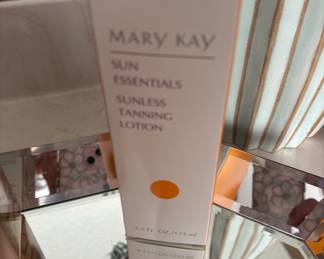 MARY KAY
SUN
ESSENTIALS
SUNLESS
TANNING
LOTION